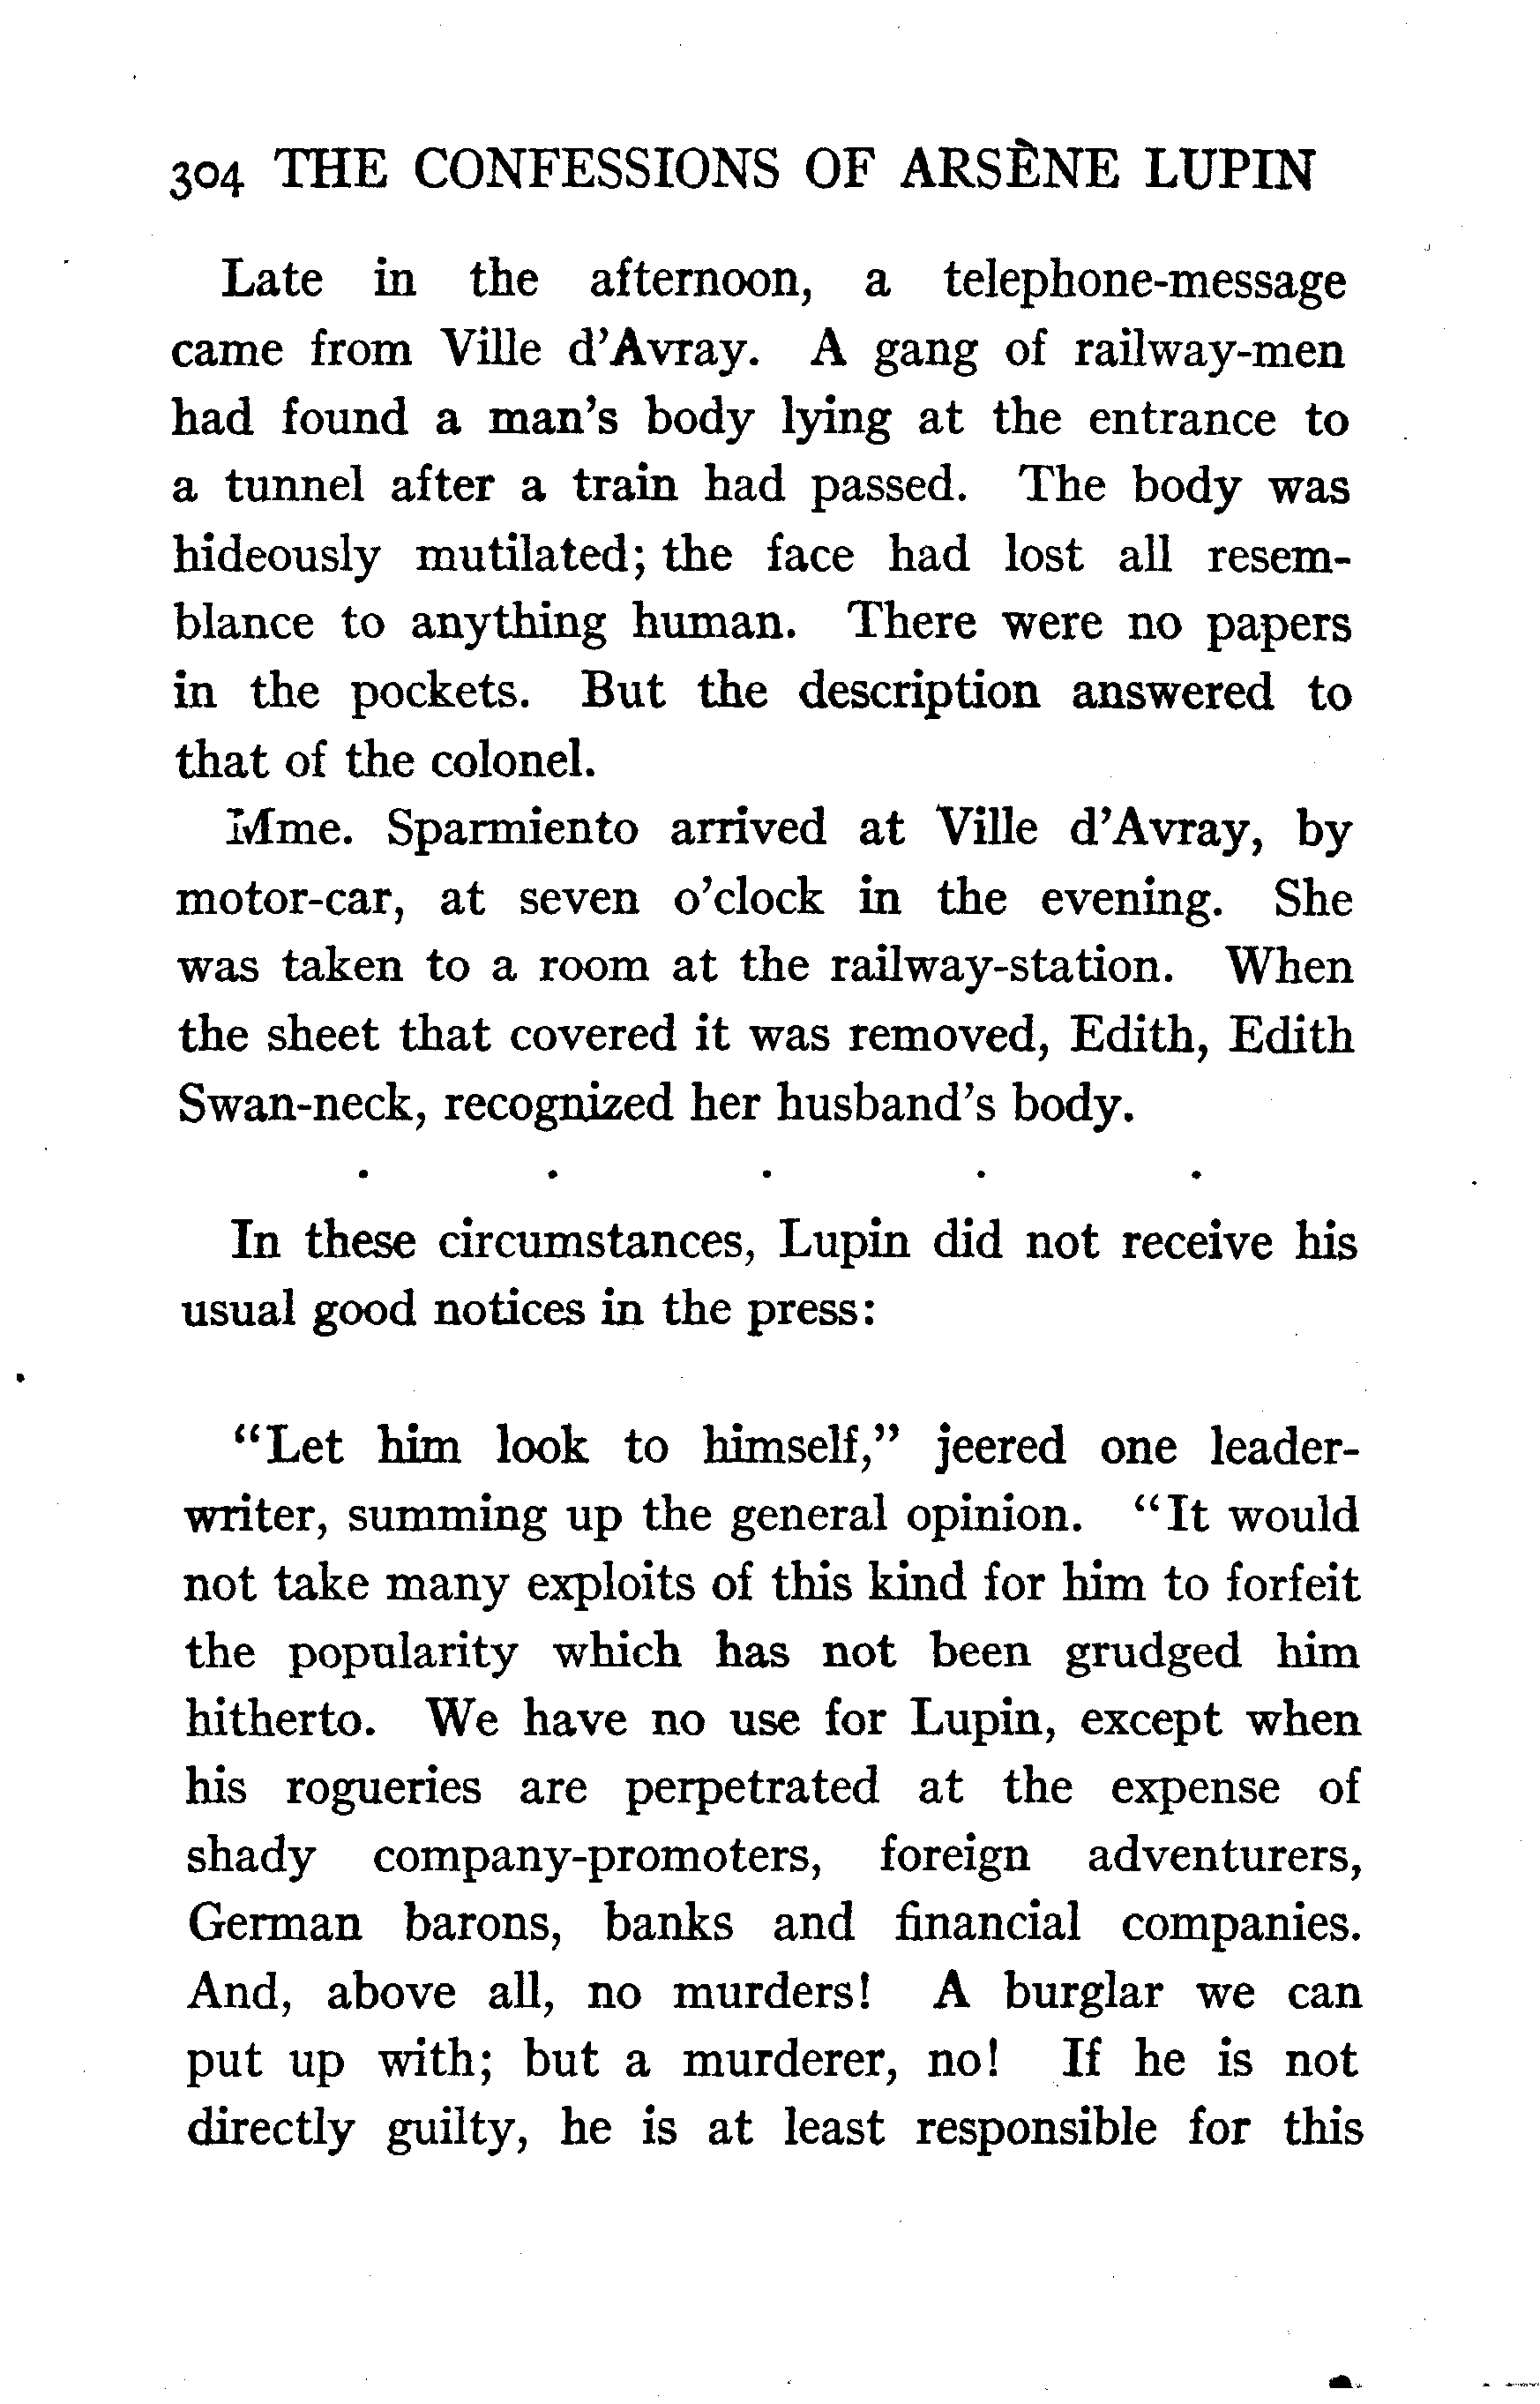 304 THE CONFESSIONS OF ARSÈNE LUPIN
Late in the afternoon, a telephone-message
came from Ville d'Avray. A gang of railway-men
had found a man's body lying at the entrance to
a tunnel after a train had passed. The body was
hideously mutilated; the face had lost all resem-
blance to anything human. There were no papers
in the pockets. But the description answered to
that of the colonel.
Mme. Sparmiento arrived at Ville d'Avray, by
motor-car, at seven o'clock in the evening. She
was taken to a room at the railway-station. When
the sheet that covered it was removed, Edith, Edith
Swan-neck, recognized her husband's body.
. . . . .
In these circumstances, Lupin did not receive his
usual good notices in the press:
"Let him look to himself," jeered one leader-
writer, summing up the general opinion. "It would
not take many exploits of this kind for him to forfeit
the popularity which has not been grudged him
hitherto. We have no use for Lupin, except when
his rogueries are perpetrated at the expense of
shady company-promoters, foreign adventurers,
German barons, banks and financial companies.
And, above all, no murders! A burglar we can
put up with; but a murderer, no! If he is not
directly guilty, he is at least responsible for this